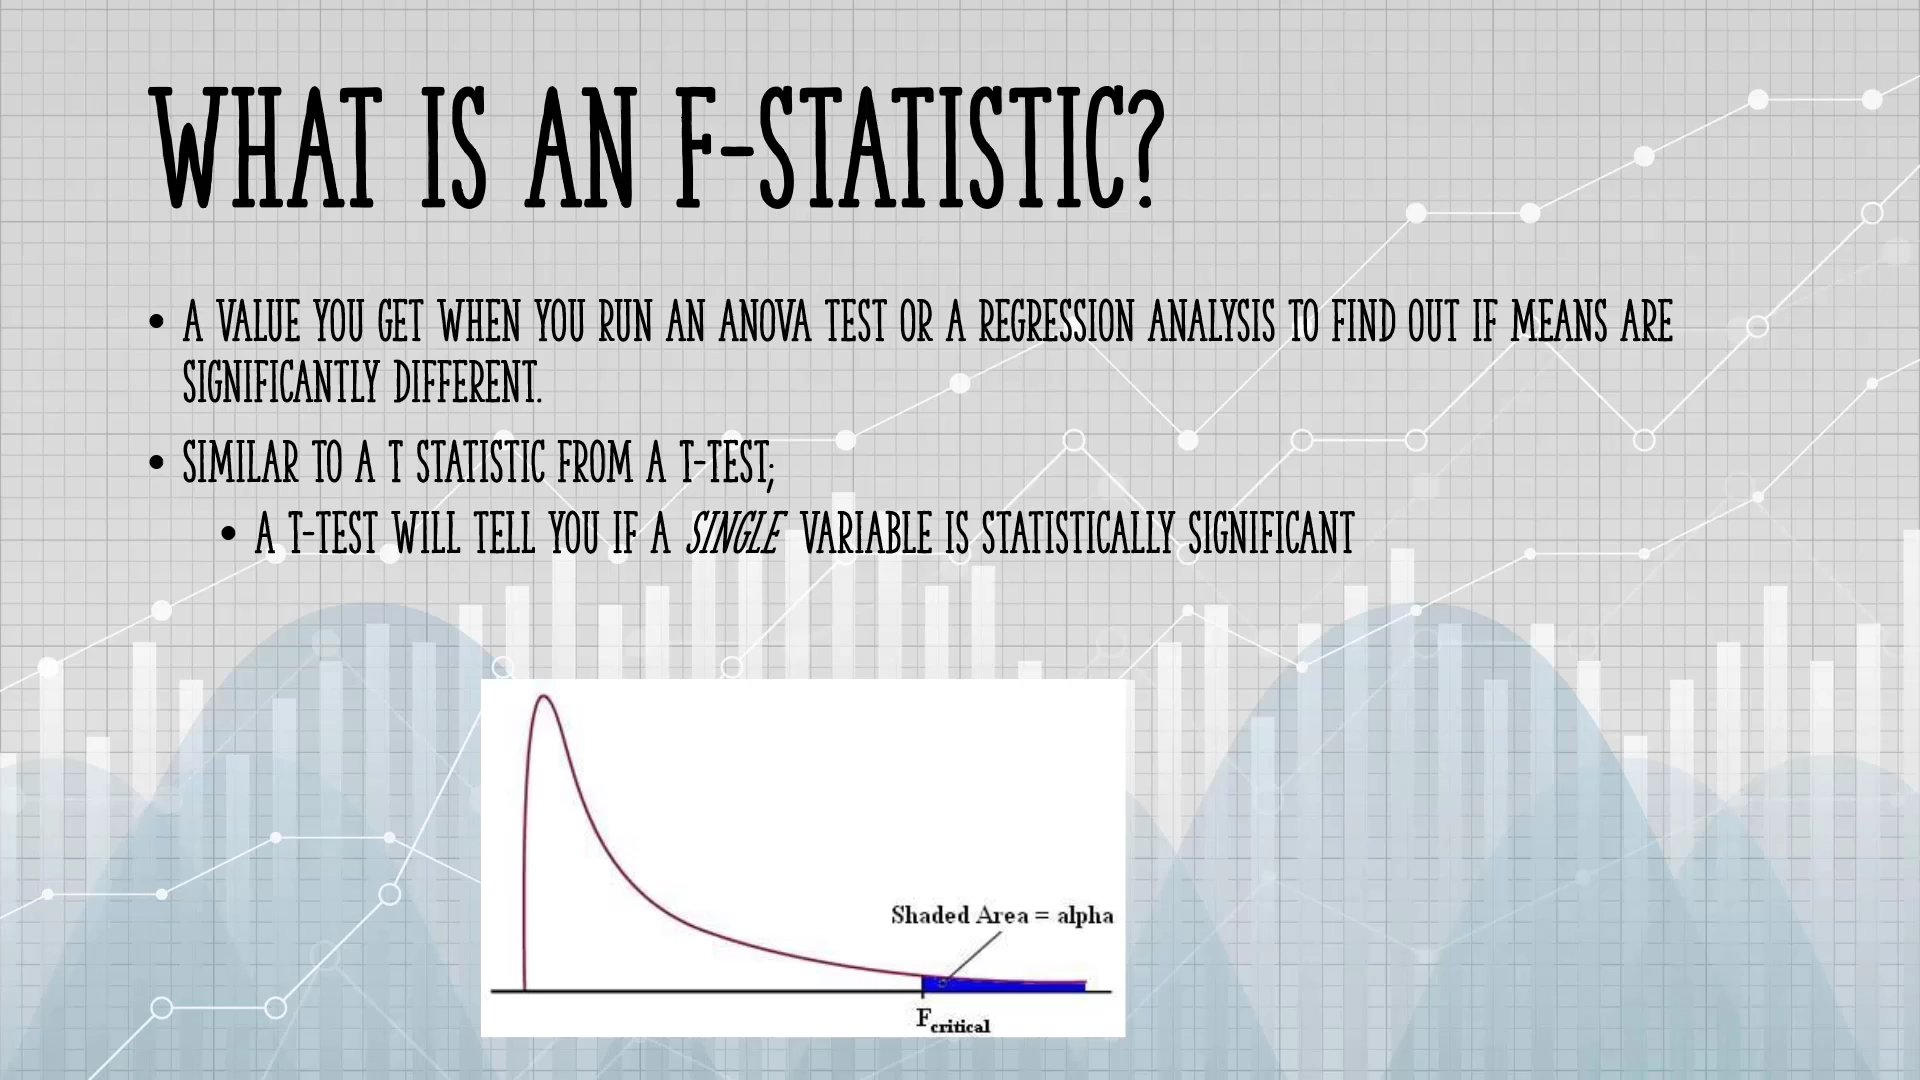 WHAT IS AN F-STATISTIC?
• A VALUE YOU GET WHEN YOU RUN AN ANOVA TEST OR A REGRESSION ANALYSIS TO FIND OUT IF MEANS ARE
SIGNIFICANTLY DIFFERENT.
• SIMILAR TO A T STATISTIC FROM A T-TEST;
• A T-TEST WILL TELL YOU IF A SINGLE VARIABLE IS STATISTICALLY SIGNIFICANT
Shaded Area = alpha
Fcritical